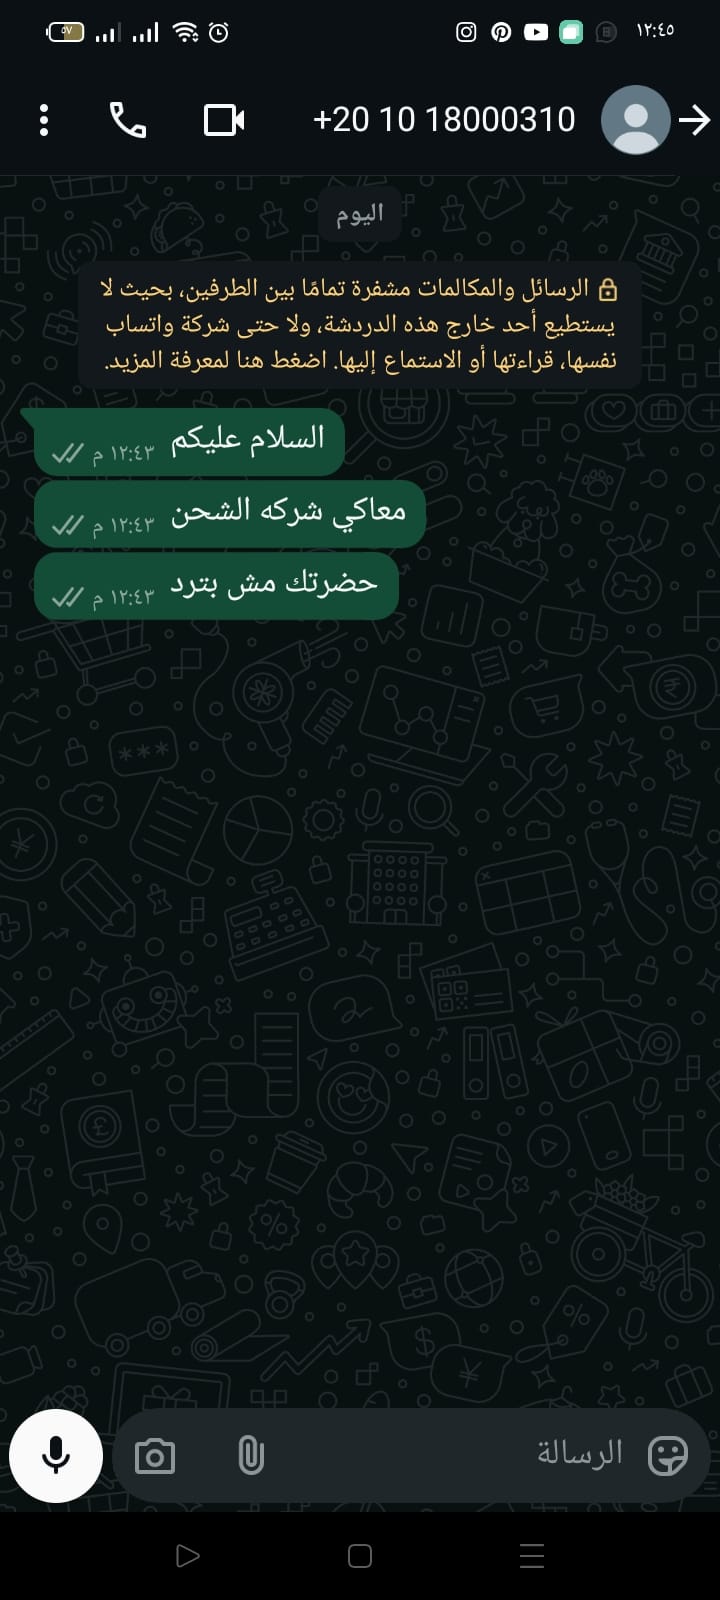 ٥٧
١٢:٤٥
+20 10 18000310
اليوم
الرسائل والمكالمات مشفرة تمامًا بين الطرفين، بحيث لا
يستطيع أحد خارج هذه الدردشة، ولا حتى شركة واتساب
نفسها، قراءتها أو الاستماع إليها. اضغط هنا لمعرفة المزيد.
السلام عليكم
١٢:٤٣ م
معاكي شركه الشحن
١٢:٤٣ م
حضرتك مش بترد
١٢:٤٣ م
الرسالة